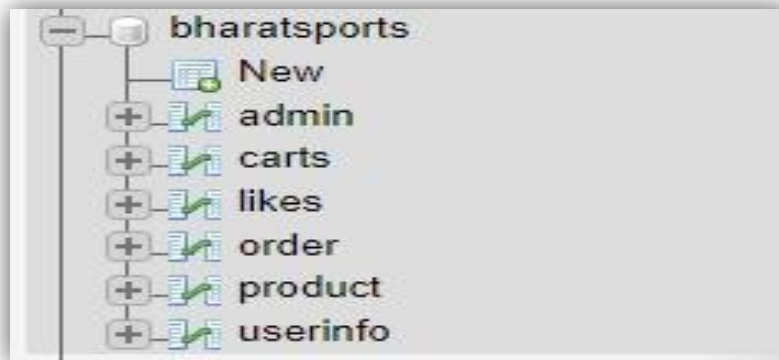 bharatsports
New
admin
carts
likes
order
product
userinfo